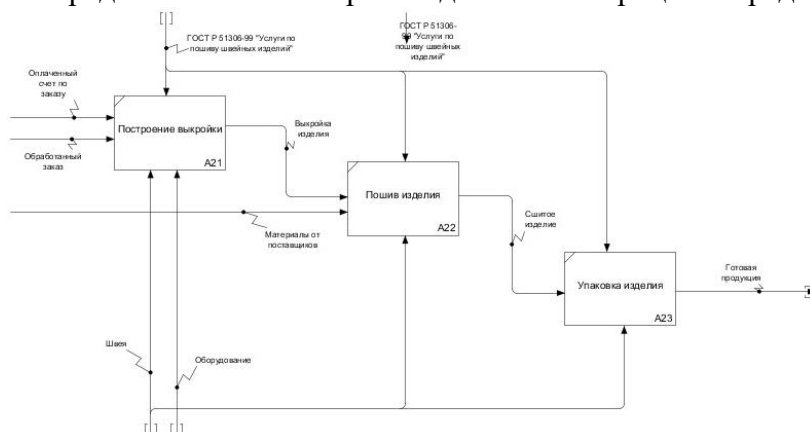 ГОСТ Р 51306-99 "Услуги по
пошиву швейных изделий"
ГОСТ Р 51306-
99 "Услуги по
пошиву швейных
изделий"
Оплаченный
счет по
заказу
Построение выкройки
A21
Обработанный
заказ
Выкройка
изделия
Пошив изделия
A22
Материалы от
поставщиков
Сшитое
изделие
Упаковка изделия
A23
Готовая
продукция
Швея
Оборудование